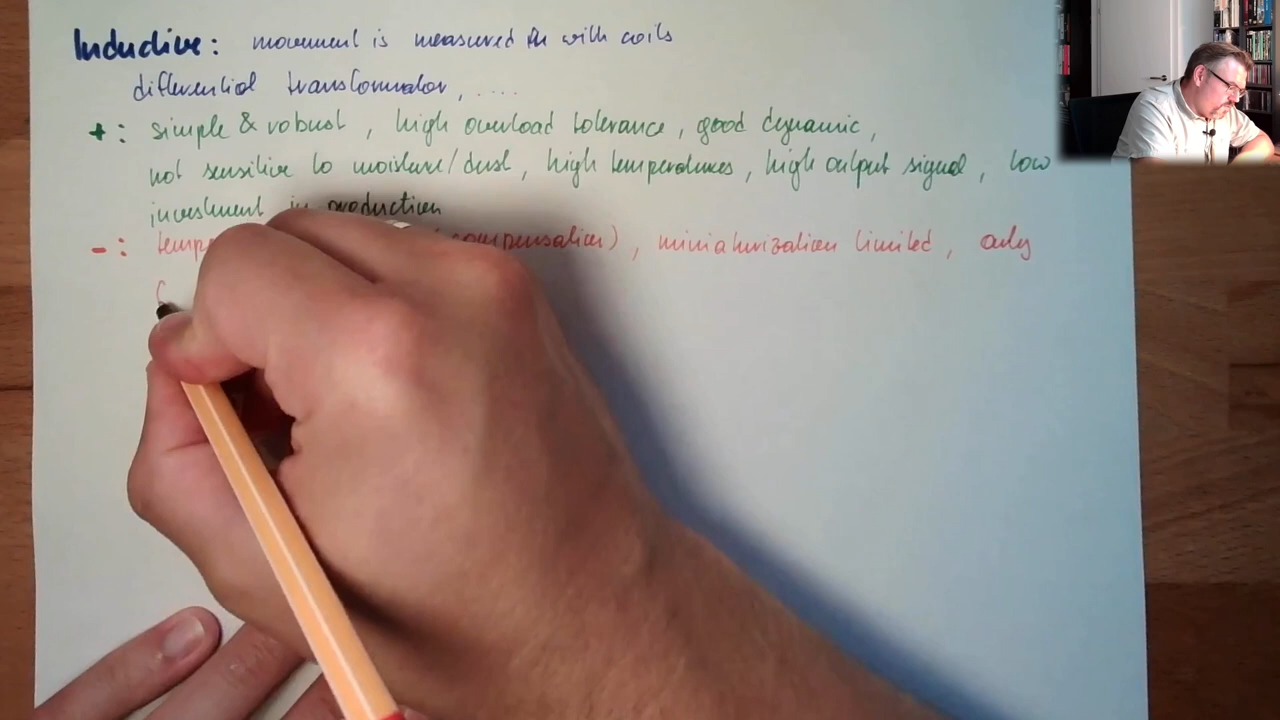 Inductive: movement is measured with coils
differential transformator, ....
+: simple & robust, high overload tolerance, good dynamic,
not sensitive to moisture/dust, high temperatures, high output signal, low
investment in production
-: compensation), miniaturization limited, only